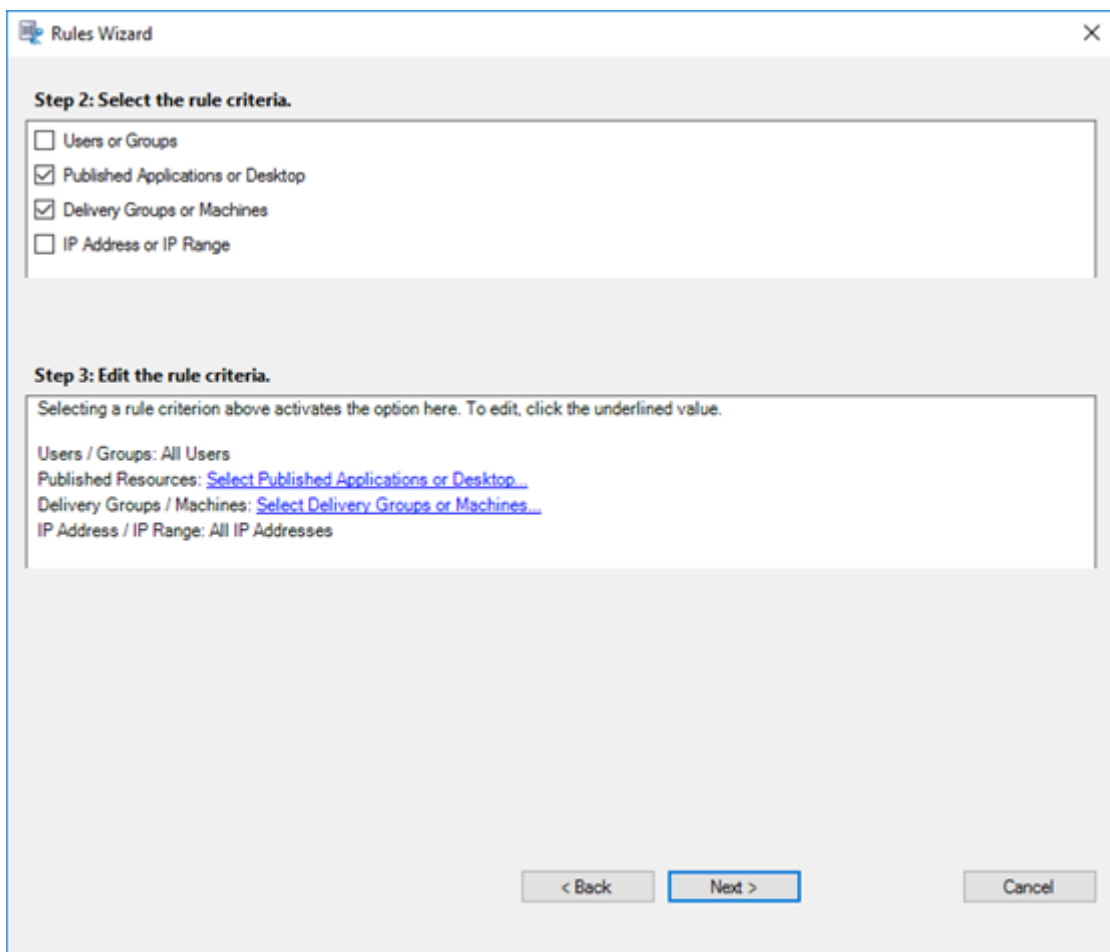 Rules Wizard
Step 2: Select the rule criteria.
Users or Groups
Published Applications or Desktop
Delivery Groups or Machines
IP Address or IP Range
Step 3: Edit the rule criteria.
Selecting a rule criterion above activates the option here. To edit, click the underlined value.
Users / Groups: All Users
Published Resources: Select Published Applications or Desktop...
Delivery Groups / Machines: Select Delivery Groups or Machines...
IP Address / IP Range: All IP Addresses
< Back Next > Cancel